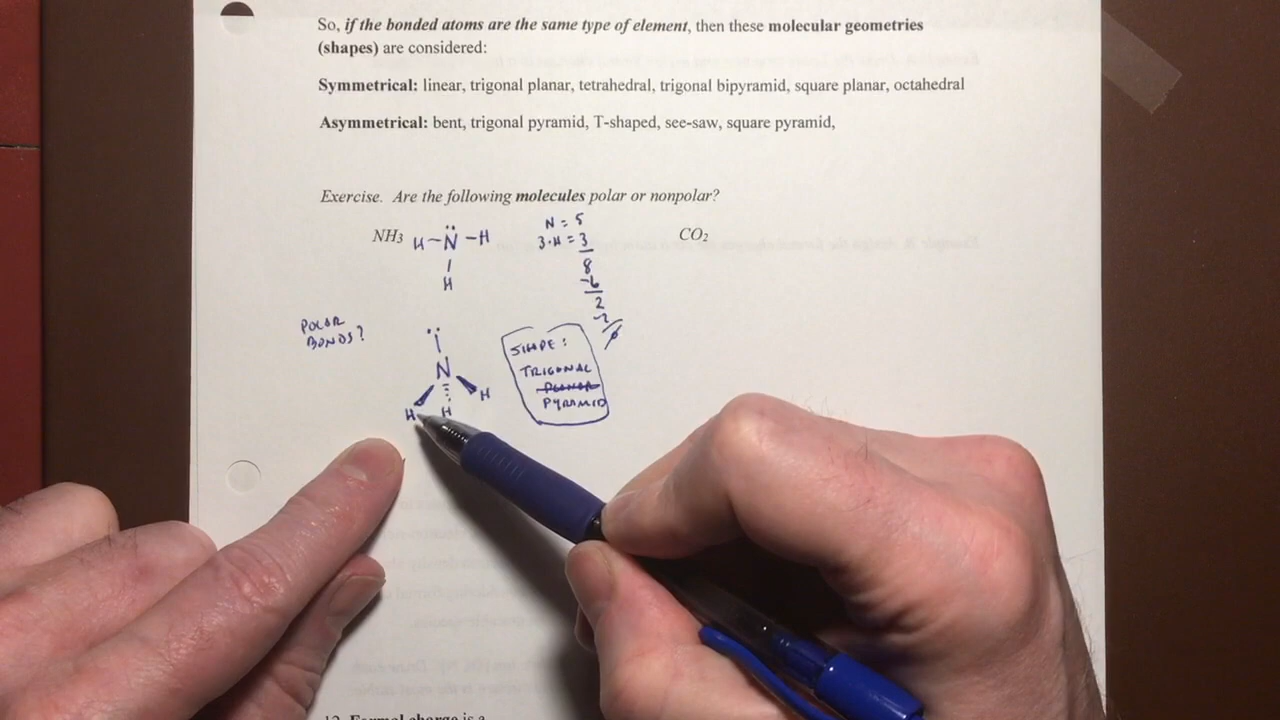 So, if the bonded atoms are the same type of element, then these molecular geometries
(shapes) are considered:
Symmetrical: linear, trigonal planar, tetrahedral, trigonal bipyramid, square planar, octahedral
Asymmetrical: bent, trigonal pyramid, T-shaped, see-saw, square pyramid,
Exercise. Are the following molecules polar or nonpolar?
NH3
H-N-H
H
N = 5
3·H = 3
8
-6
2
-2
CO2
POLAR
BONDS?
N
H
H
H
SHAPE:
TRIGONAL
PLANAR
PYRAMID